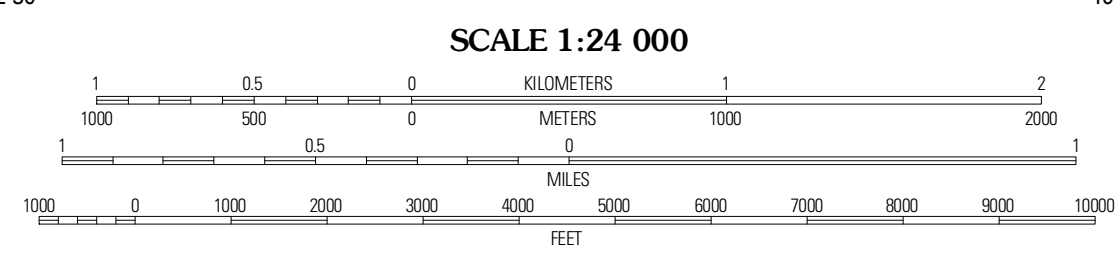 SCALE 1:24 000
1 0.5 0 KILOMETERS 1 2
1000 500 0 METERS 1000 2000
1 0.5 0 1
MILES
1000 0 1000 2000 3000 4000 5000 6000 7000 8000 9000 10000
FEET